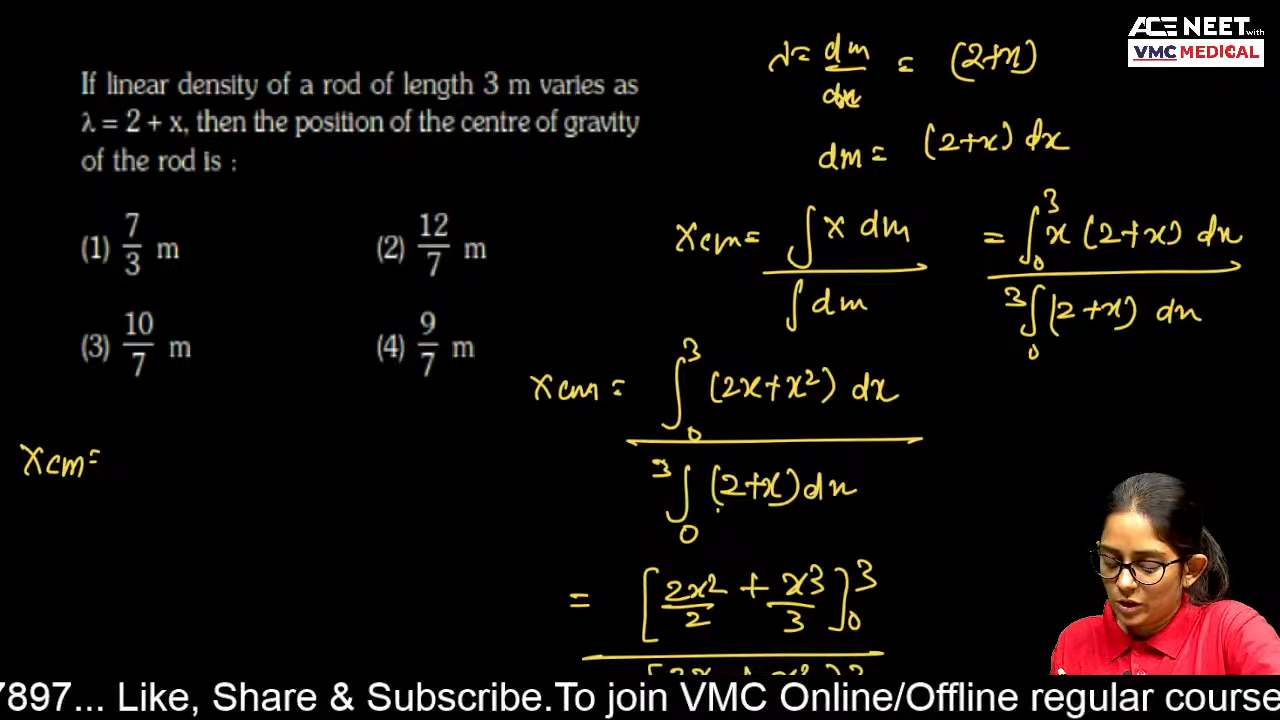 ACE NEET with
VMC MEDICAL
If linear density of a rod of length 3 m varies as
λ = 2 + x, then the position of the centre of gravity
of the rod is :
(1) 7/3 m
(2) 12/7 m
(3) 10/7 m
(4) 9/7 m
λ = dm/dx = (2+x)
dm = (2+x) dx
Xcm = ∫ x dm / ∫ dm = ∫₀³ x (2+x) dx / ∫₀³ (2+x) dx
Xcm = ∫₀³ (2x+x²) dx / ∫₀³ (2+x) dx
= [2x²/2 + x³/3]₀³
Xcm =
7897... Like, Share & Subscribe.To join VMC Online/Offline regular course